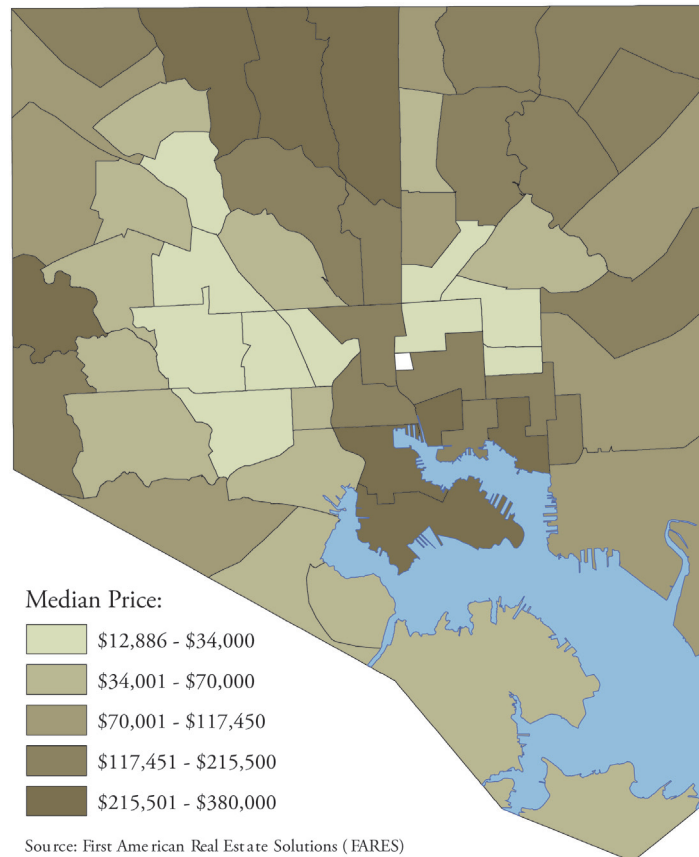 Median Price:
$12,886 - $34,000
$34,001 - $70,000
$70,001 - $117,450
$117,451 - $215,500
$215,501 - $380,000
Source: First American Real Estate Solutions (FARES)